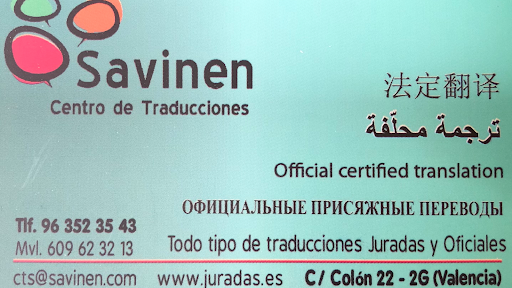 Savinen
Centro de Traducciones
法定翻译
ترجمة محلّفة
Official certified translation
ОФИЦИАЛЬНЫЕ ПРИСЯЖНЫЕ ПЕРЕВОДЫ
Tlf. 96 352 35 43
Mvl. 609 62 32 13
Todo tipo de traducciones Juradas y Oficiales
cts@savinen.com www.juradas.es C/ Colón 22 - 2G (Valencia)